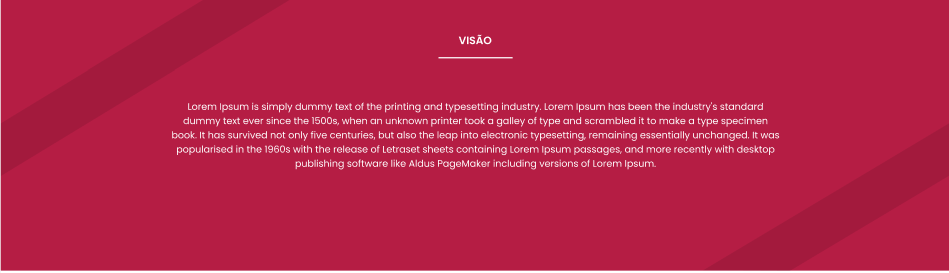 VISÃO
Lorem Ipsum is simply dummy text of the printing and typesetting industry. Lorem Ipsum has been the industry's standard
dummy text ever since the 1500s, when an unknown printer took a galley of type and scrambled it to make a type specimen
book. It has survived not only five centuries, but also the leap into electronic typesetting, remaining essentially unchanged. It was
popularised in the 1960s with the release of Letraset sheets containing Lorem Ipsum passages, and more recently with desktop
publishing software like Aldus PageMaker including versions of Lorem Ipsum.